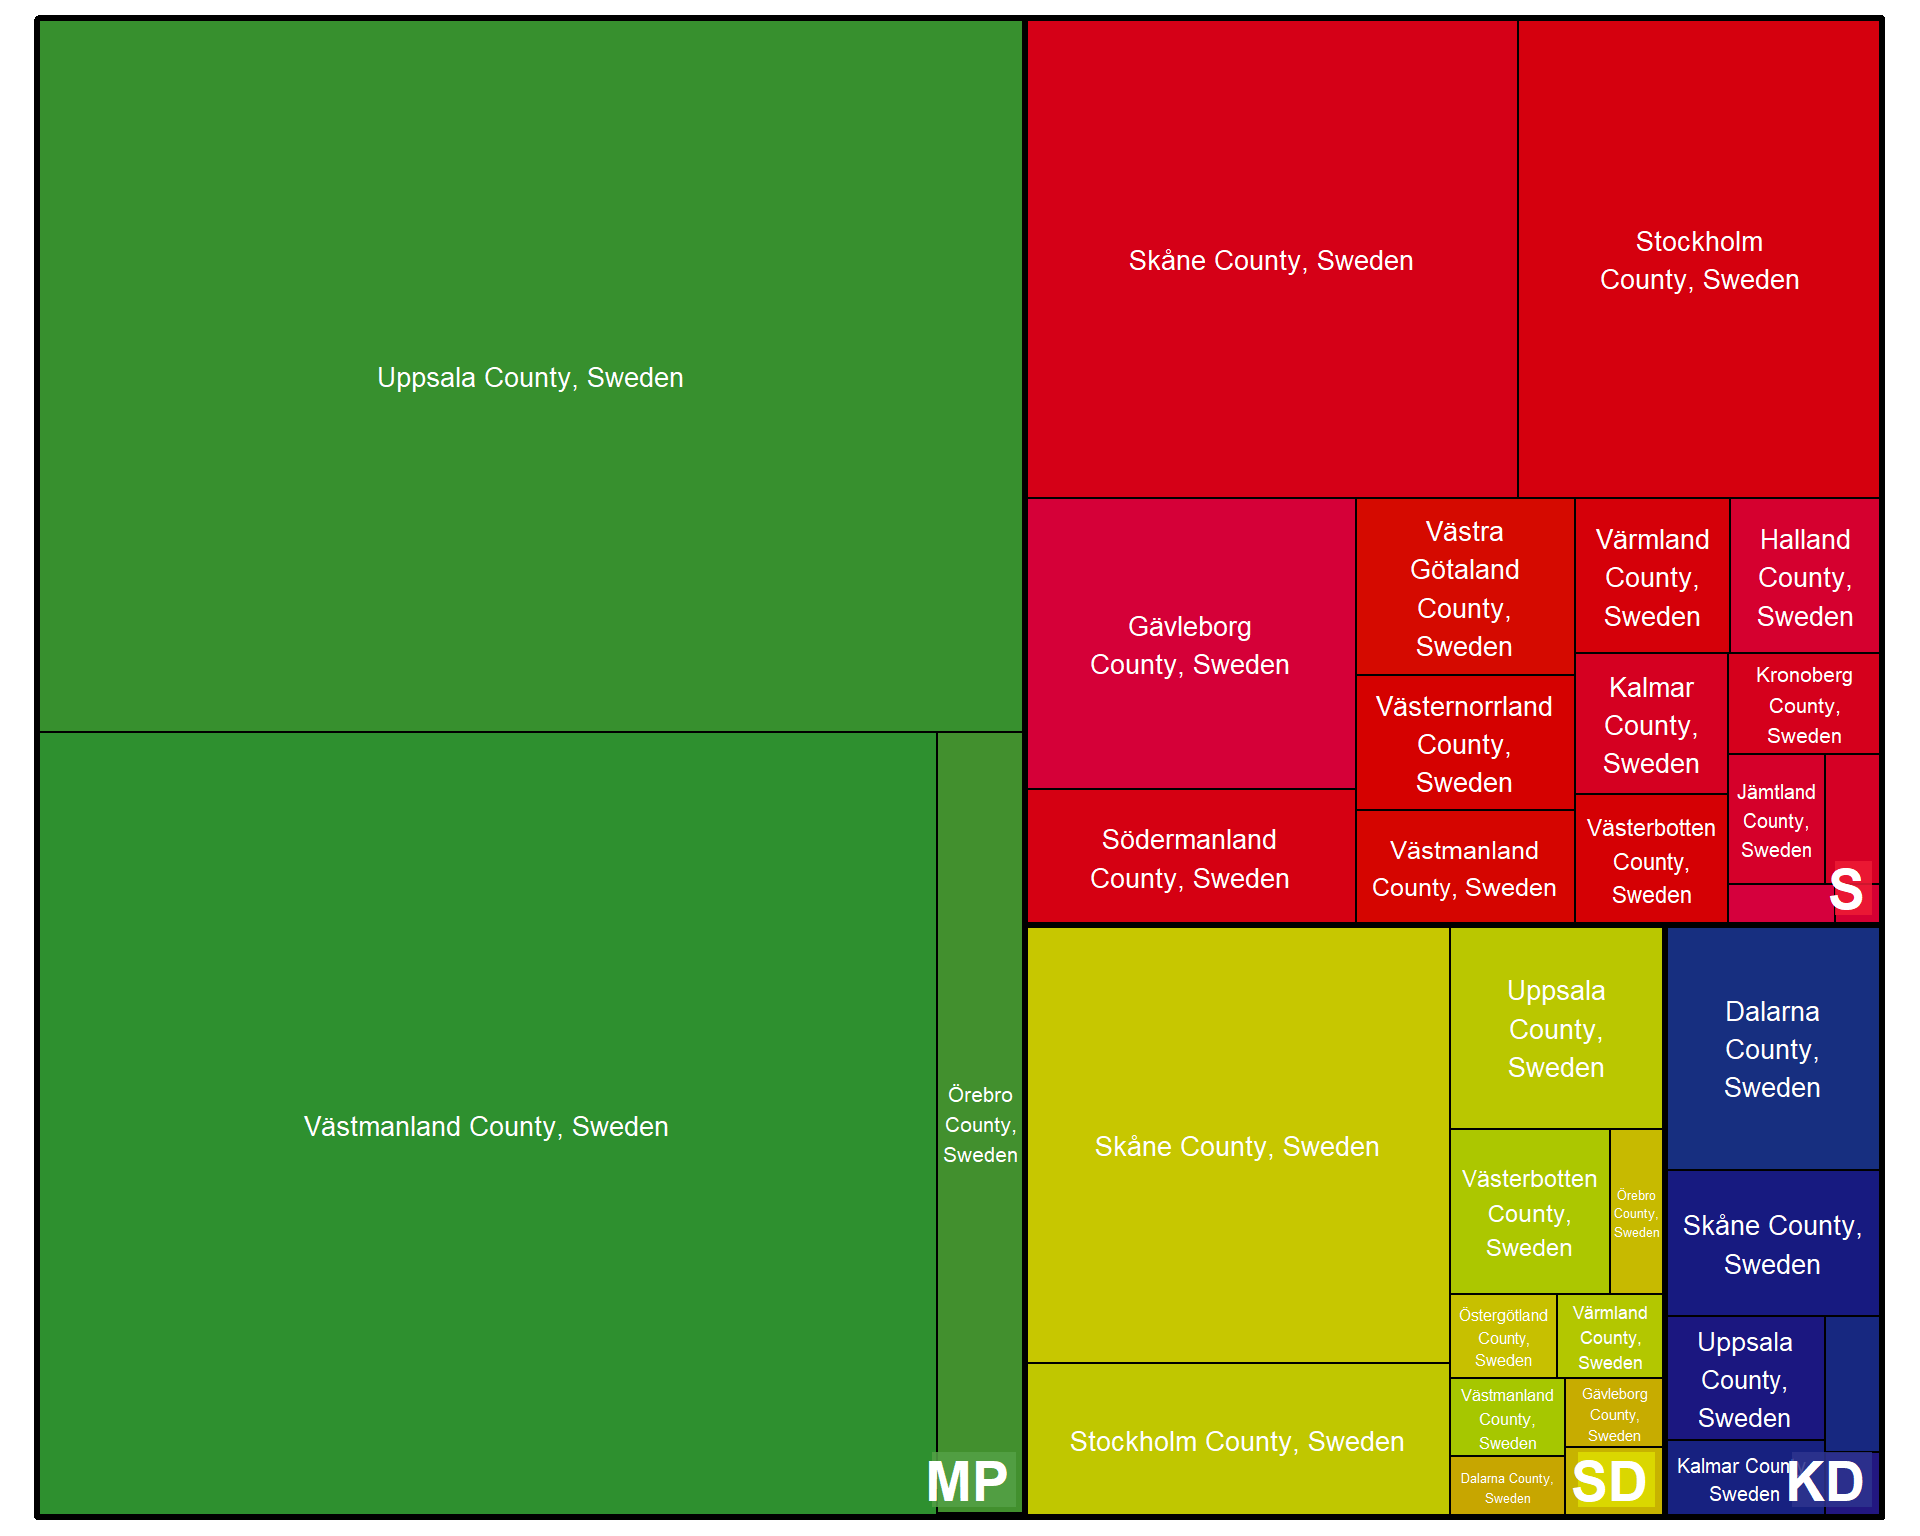 Uppsala County, Sweden
Västmanland County, Sweden
Örebro
County,
Sweden
MP
Skåne County, Sweden
Stockholm
County, Sweden
Gävleborg
County, Sweden
Södermanland
County, Sweden
Västra
Götaland
County,
Sweden
Västernorrland
County,
Sweden
Västmanland
County, Sweden
Värmland
County,
Sweden
Halland
County,
Sweden
Kalmar
County,
Sweden
Kronoberg
County,
Sweden
Västerbotten
County,
Sweden
Jämtland
County,
Sweden
S
Skåne County, Sweden
Stockholm County, Sweden
Uppsala
County,
Sweden
Västerbotten
County,
Sweden
Örebro
County,
Sweden
Östergötland
County,
Sweden
Värmland
County,
Sweden
Västmanland
County,
Sweden
Gävleborg
County,
Sweden
Dalarna County,
Sweden
SD
Dalarna
County,
Sweden
Skåne County,
Sweden
Uppsala
County,
Sweden
Kalmar County,
Sweden
KD